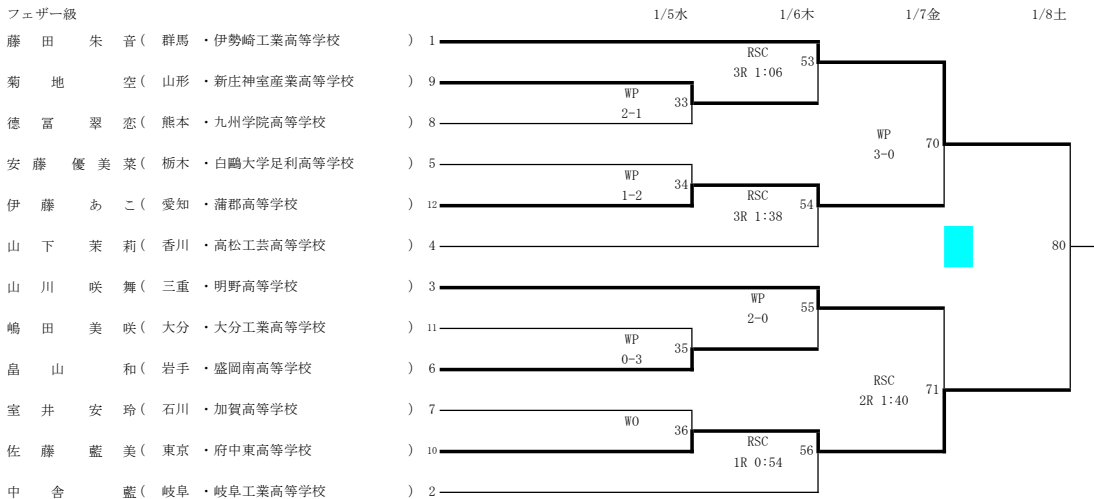 フェザー級 1/5水 1/6木 1/7金 1/8土
藤田朱音( 群馬 ・伊勢崎工業高等学校 ) 1
RSC 53
3R 1:06
菊地空( 山形 ・新庄神室産業高等学校 ) 9
WP 33
2-1
徳冨翠恋( 熊本 ・九州学院高等学校 ) 8
WP 70
3-0
安藤優美菜( 栃木 ・白鷗大学足利高等学校 ) 5
WP 34
1-2
RSC 54
3R 1:38
伊藤あこ( 愛知 ・蒲郡高等学校 ) 12
山下茉莉( 香川 ・高松工芸高等学校 ) 4
80
山川咲舞( 三重 ・明野高等学校 ) 3
WP 55
2-0
嶋田美咲( 大分 ・大分工業高等学校 ) 11
WP 35
0-3
畠山和( 岩手 ・盛岡南高等学校 ) 6
RSC 71
2R 1:40
室井安玲( 石川 ・加賀高等学校 ) 7
WO 36
RSC 56
1R 0:54
佐藤藍美( 東京 ・府中東高等学校 ) 10
中舎藍( 岐阜 ・岐阜工業高等学校 ) 2